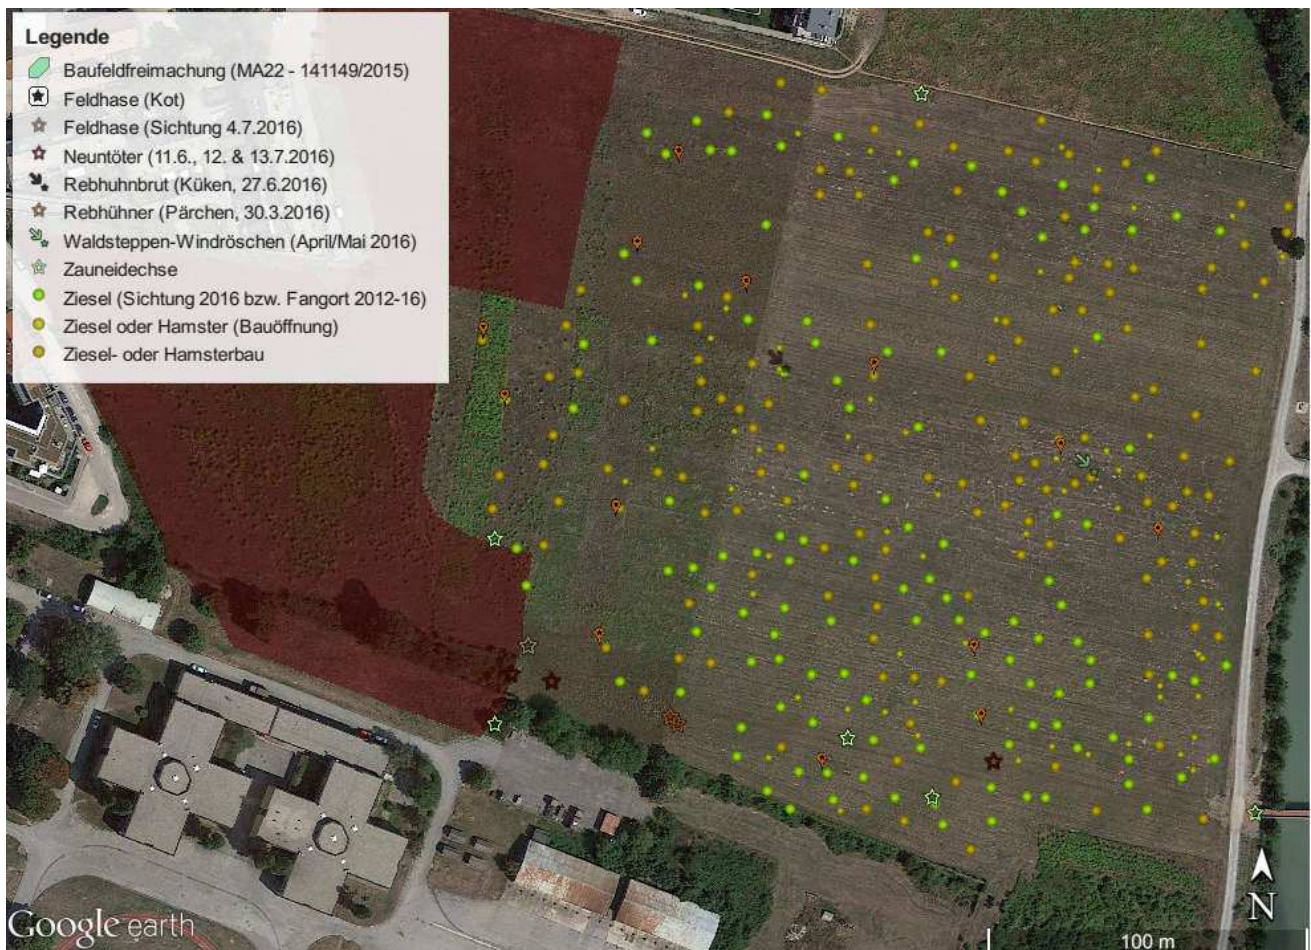 Legende
Baufeldfreimachung (MA22 - 141149/2015)
Feldhase (Kot)
Feldhase (Sichtung 4.7.2016)
Neuntöter (11.6., 12. & 13.7.2016)
Rebhuhnbrut (Küken, 27.6.2016)
Rebhühner (Pärchen, 30.3.2016)
Waldsteppen-Windröschen (April/Mai 2016)
Zauneidechse
Ziesel (Sichtung 2016 bzw. Fangort 2012-16)
Ziesel oder Hamster (Bauöffnung)
Ziesel- oder Hamsterbau
N
Google earth
100 m